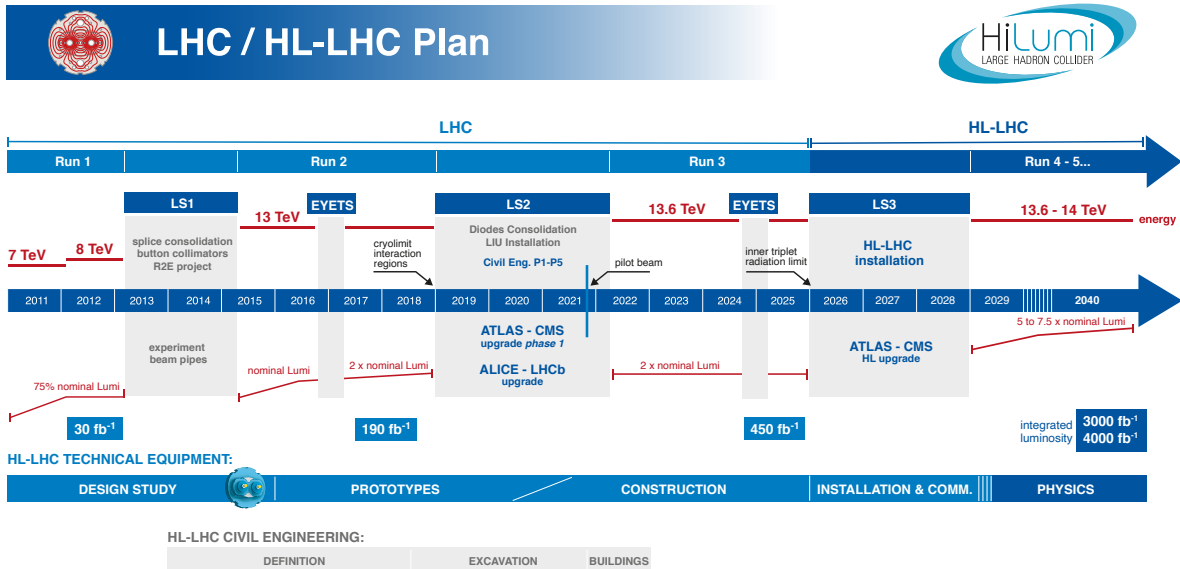 LHC / HL-LHC Plan
HiLumi
LARGE HADRON COLLIDER
LHC
HL-LHC
Run 1
Run 2
Run 3
Run 4 - 5...
LS1
EYETS
LS2
EYETS
LS3
7 TeV
8 TeV
13 TeV
13.6 TeV
13.6 - 14 TeV
energy
splice consolidation
button collimators
R2E project
cryolimit
interaction
regions
Diodes Consolidation
LIU Installation
Civil Eng. P1-P5
pilot beam
inner triplet
radiation limit
HL-LHC
installation
2011 2012 2013 2014 2015 2016 2017 2018 2019 2020 2021 2022 2023 2024 2025 2026 2027 2028 2029 2040
experiment
beam pipes
ATLAS - CMS
upgrade phase 1
ALICE - LHCb
upgrade
ATLAS - CMS
HL upgrade
75% nominal Lumi
nominal Lumi
2 x nominal Lumi
2 x nominal Lumi
5 to 7.5 x nominal Lumi
30 fb⁻¹
190 fb⁻¹
450 fb⁻¹
integrated
luminosity
3000 fb⁻¹
4000 fb⁻¹
HL-LHC TECHNICAL EQUIPMENT:
DESIGN STUDY
PROTOTYPES
CONSTRUCTION
INSTALLATION & COMM.
PHYSICS
HL-LHC CIVIL ENGINEERING:
DEFINITION
EXCAVATION
BUILDINGS